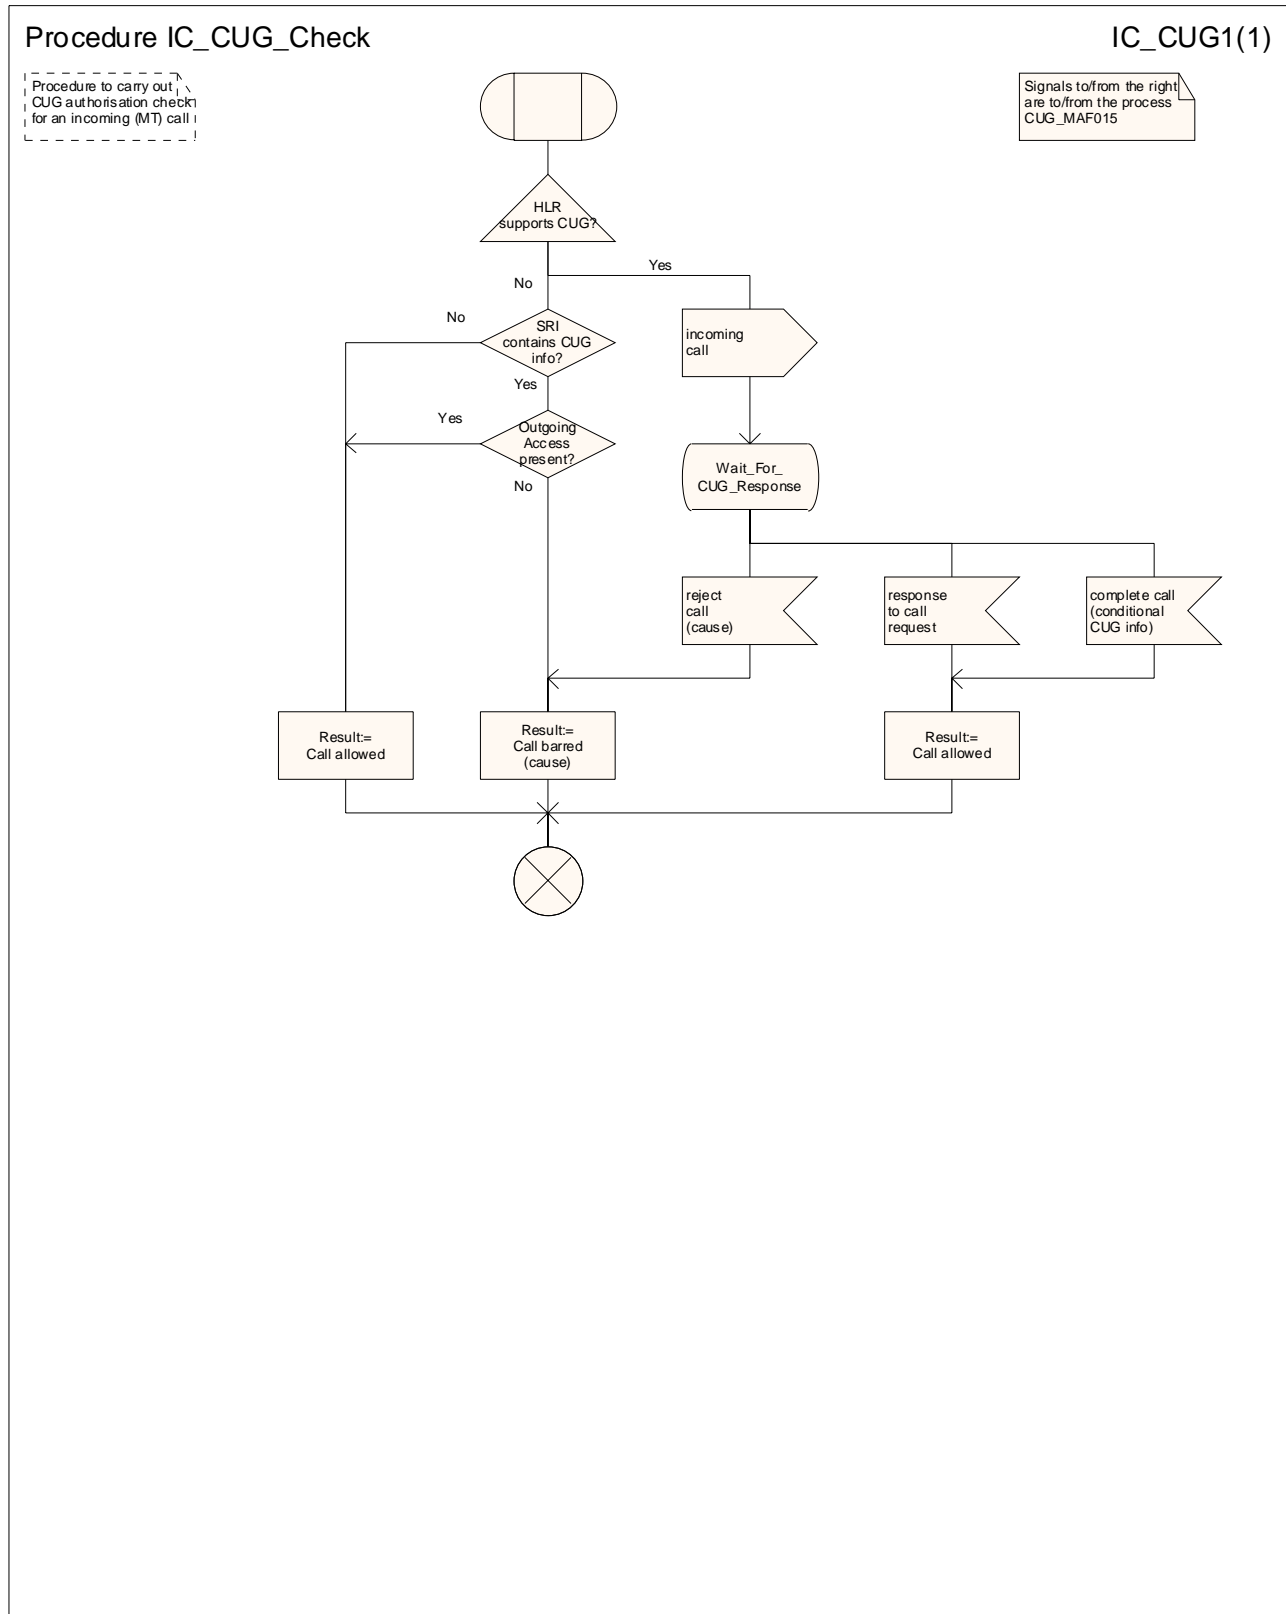 Procedure IC_CUG_Check
IC_CUG1(1)
Procedure to carry out
CUG authorisation check
for an incoming (MT) call
Signals to/from the right
are to/from the process
CUG_MAF015
HLR
supports CUG?
Yes
No
No
SRI
contains CUG
info?
incoming
call
Yes
Yes
Outgoing
Access
present?
No
Wait_For_
CUG_Response
reject
call
(cause)
response
to call
request
complete call
(conditional
CUG info)
Result:=
Call allowed
Result:=
Call barred
(cause)
Result:=
Call allowed